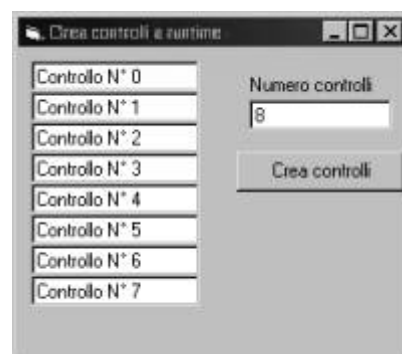 Crea controlli a runtime
Controllo N° 0
Controllo N° 1
Controllo N° 2
Controllo N° 3
Controllo N° 4
Controllo N° 5
Controllo N° 6
Controllo N° 7
Numero controlli
8
Crea controlli